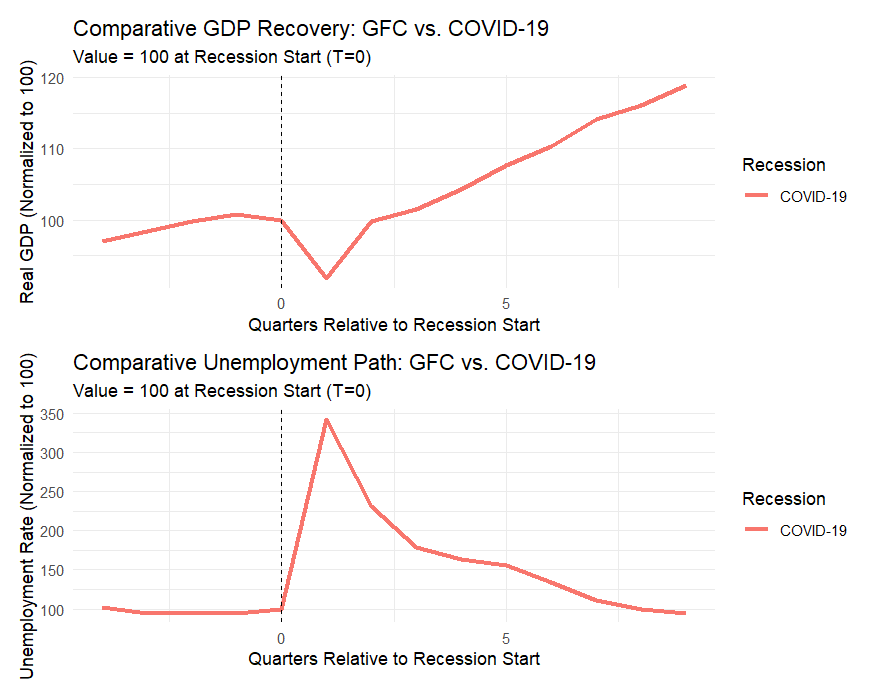 Comparative GDP Recovery: GFC vs. COVID-19
Value = 100 at Recession Start (T=0)
Real GDP (Normalized to 100)
120
110
100
0
5
Quarters Relative to Recession Start
Recession
COVID-19
Comparative Unemployment Path: GFC vs. COVID-19
Value = 100 at Recession Start (T=0)
Unemployment Rate (Normalized to 100)
350
300
250
200
150
100
0
5
Quarters Relative to Recession Start
Recession
COVID-19